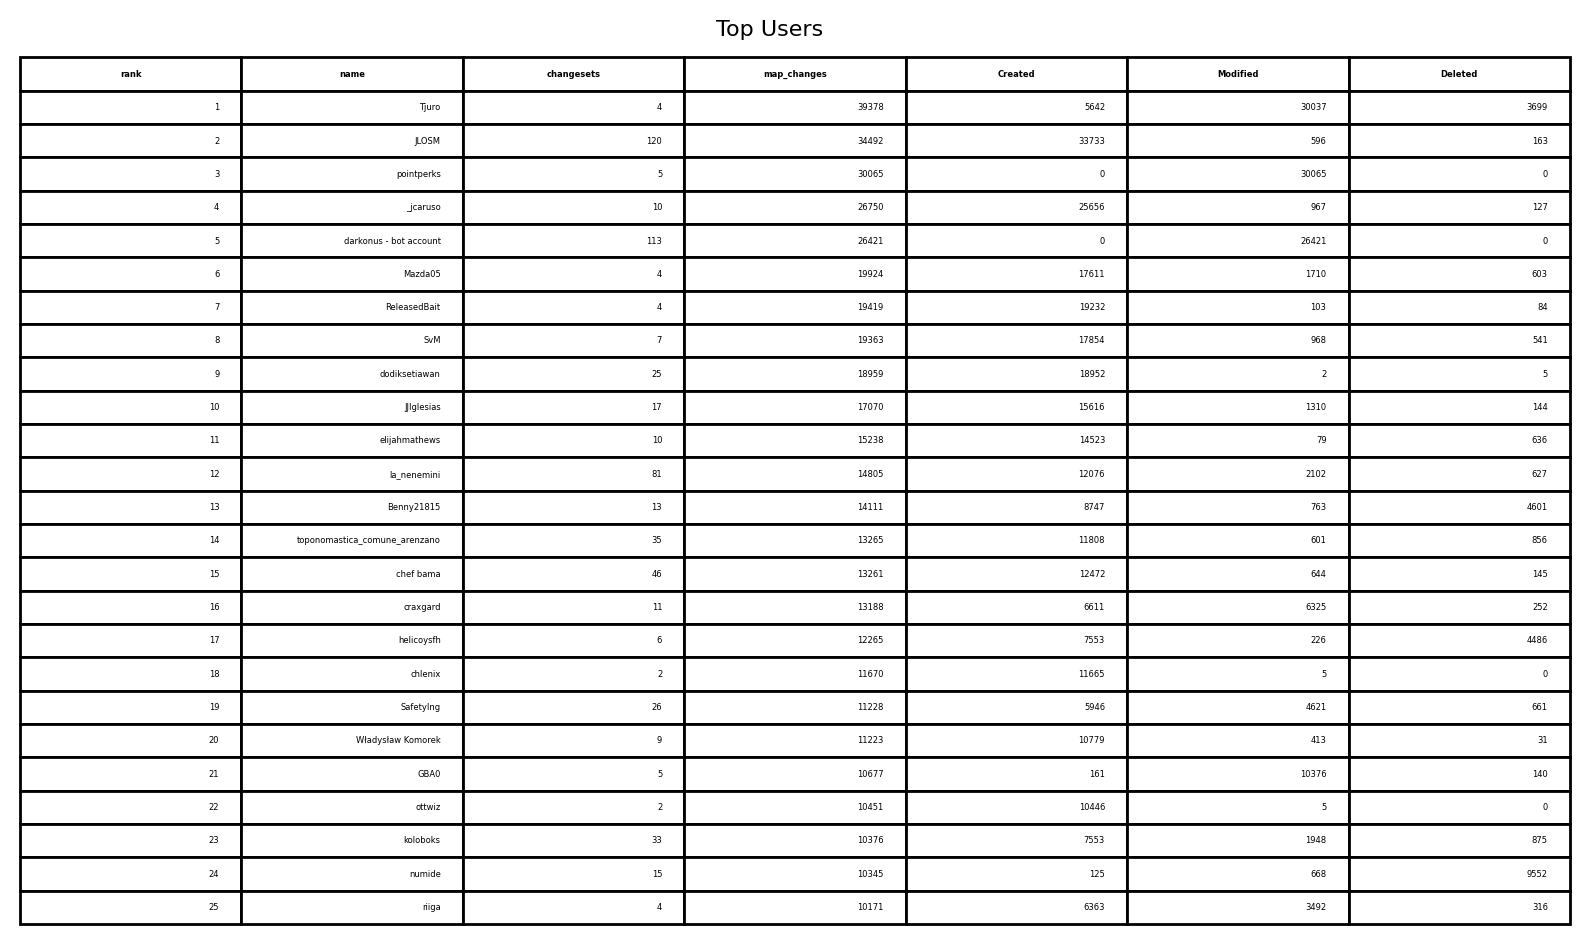 Top Users
rank name changesets map_changes Created Modified Deleted
1 Tjuro 4 39378 5642 30037 3699
2 JLOSM 120 34492 33733 596 163
3 pointperks 5 30065 0 30065 0
4 _jcaruso 10 26750 25656 967 127
5 darkonus - bot account 113 26421 0 26421 0
6 Mazda05 4 19924 17611 1710 603
7 ReleasedBait 4 19419 19232 103 84
8 SvM 7 19363 17854 968 541
9 dodiksetiawan 25 18959 18952 2 5
10 JJIglesias 17 17070 15616 1310 144
11 elijahmathews 10 15238 14523 79 636
12 la_nenemini 81 14805 12076 2102 627
13 Benny21815 13 14111 8747 763 4601
14 toponomastica_comune_arenzano 35 13265 11808 601 856
15 chef bama 46 13261 12472 644 145
16 craxgard 11 13188 6611 6325 252
17 helicoysfh 6 12265 7553 226 4486
18 chlenix 2 11670 11665 5 0
19 SafetyIng 26 11228 5946 4621 661
20 Władysław Komorek 9 11223 10779 413 31
21 GBA0 5 10677 161 10376 140
22 ottwiz 2 10451 10446 5 0
23 koloboks 33 10376 7553 1948 875
24 numide 15 10345 125 668 9552
25 riiga 4 10171 6363 3492 316